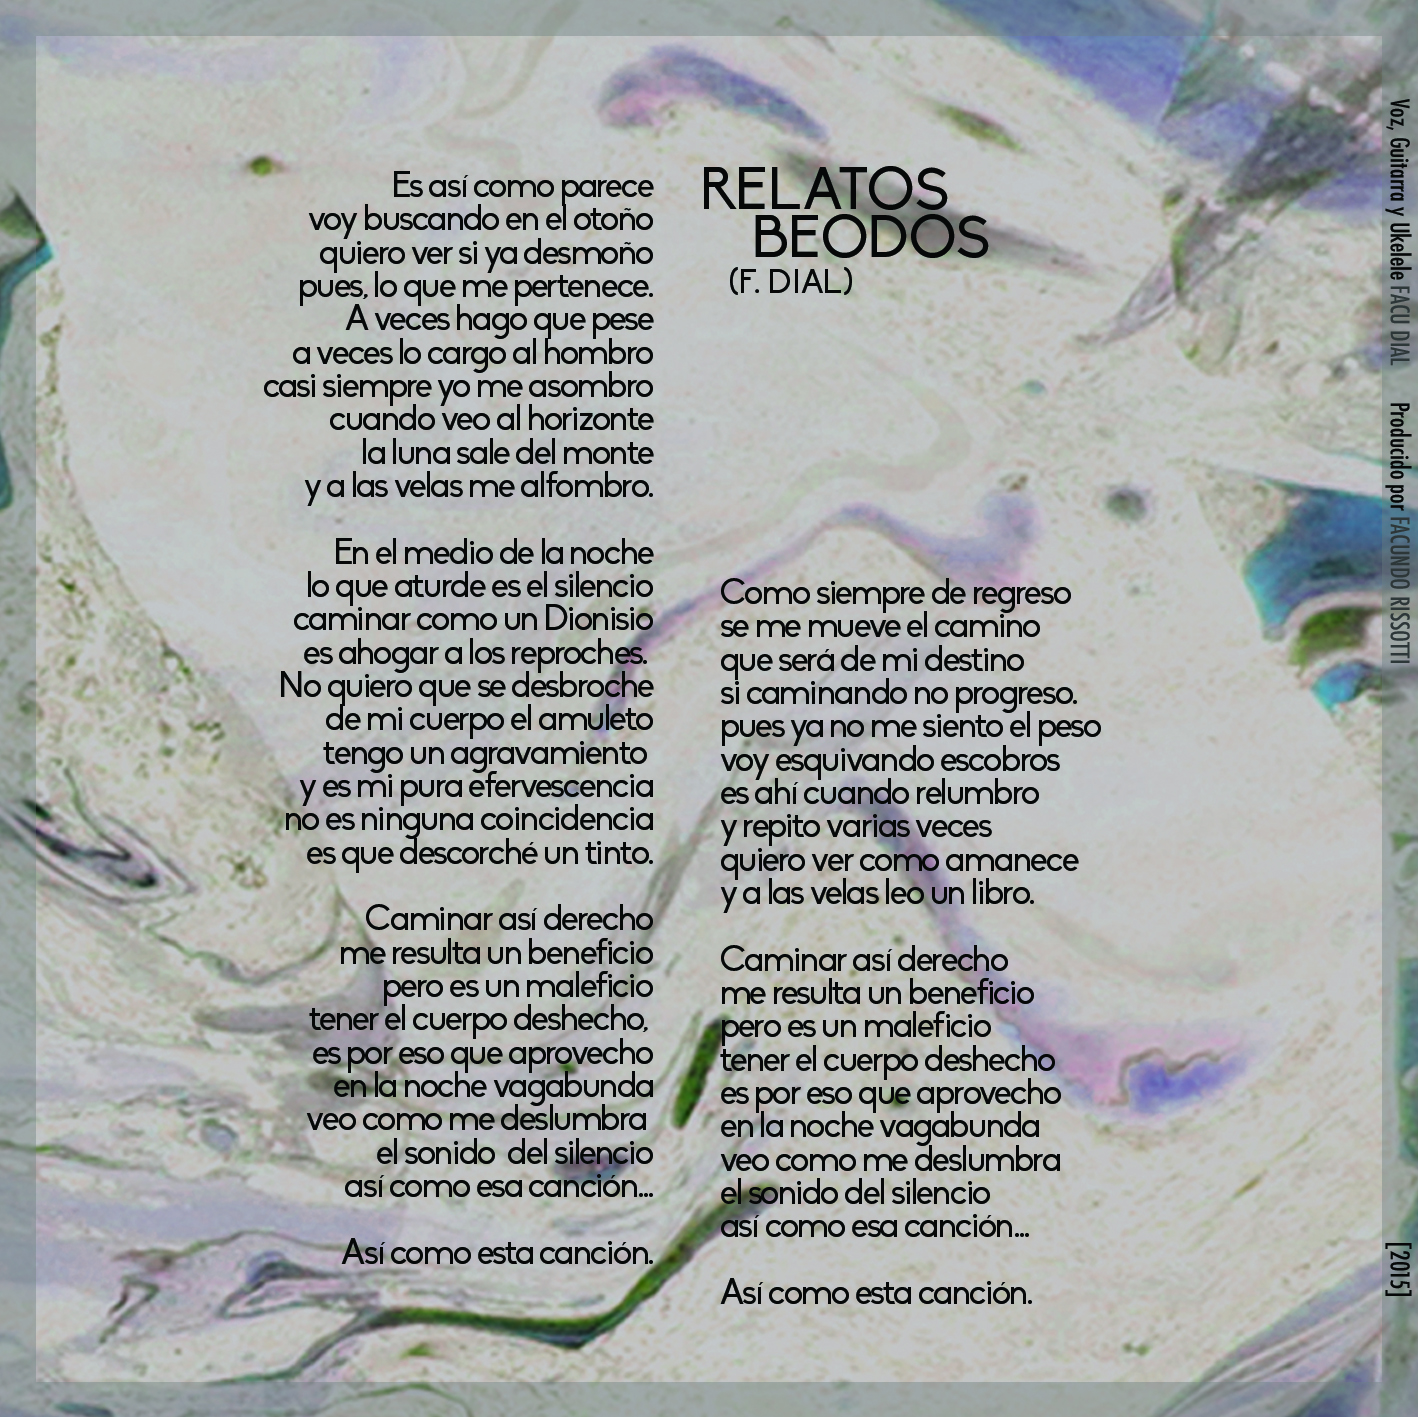 RELATOS
BEODOS
(F. DIAL)
Es así como parece
voy buscando en el otoño
quiero ver si ya desmoño
pues, lo que me pertenece.
A veces hago que pese
a veces lo cargo al hombro
casi siempre yo me asombro
cuando veo al horizonte
la luna sale del monte
y a las velas me alfombro.
En el medio de la noche
lo que aturde es el silencio
caminar como un Dionisio
es ahogar a los reproches.
No quiero que se desbroche
de mi cuerpo el amuleto
tengo un agravamiento
y es mi pura efervescencia
no es ninguna coincidencia
es que descorché un tinto.
Caminar así derecho
me resulta un beneficio
pero es un maleficio
tener el cuerpo deshecho,
es por eso que aprovecho
en la noche vagabunda
veo como me deslumbra
el sonido del silencio
así como esa canción...
Así como esta canción.
Como siempre de regreso
se me mueve el camino
que será de mi destino
si caminando no progreso.
pues ya no me siento el peso
voy esquivando escobros
es ahí cuando relumbro
y repito varias veces
quiero ver como amanece
y a las velas leo un libro.
Caminar así derecho
me resulta un beneficio
pero es un maleficio
tener el cuerpo deshecho
es por eso que aprovecho
en la noche vagabunda
veo como me deslumbra
el sonido del silencio
así como esa canción...
Así como esta canción.
Voz, Guitarra y Ukelele FACU DIAL Producido por FACUNDO RISSOTTI
[2015]